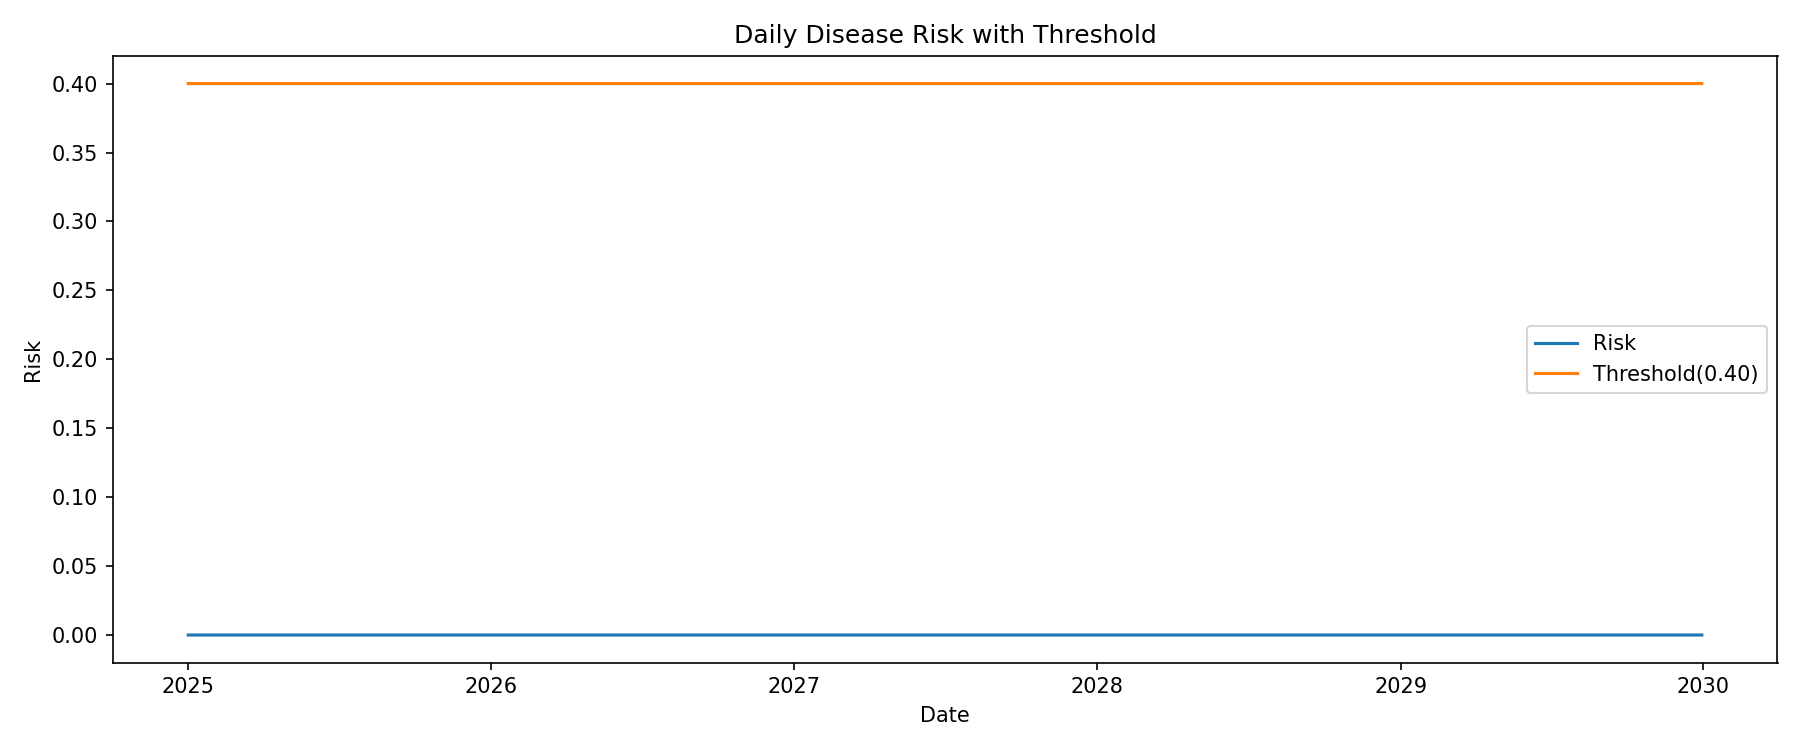 Daily Disease Risk with Threshold
0.40
0.35
0.30
0.25
0.20
0.15
0.10
0.05
0.00
Risk
Risk
Threshold(0.40)
2025 2026 2027 2028 2029 2030
Date